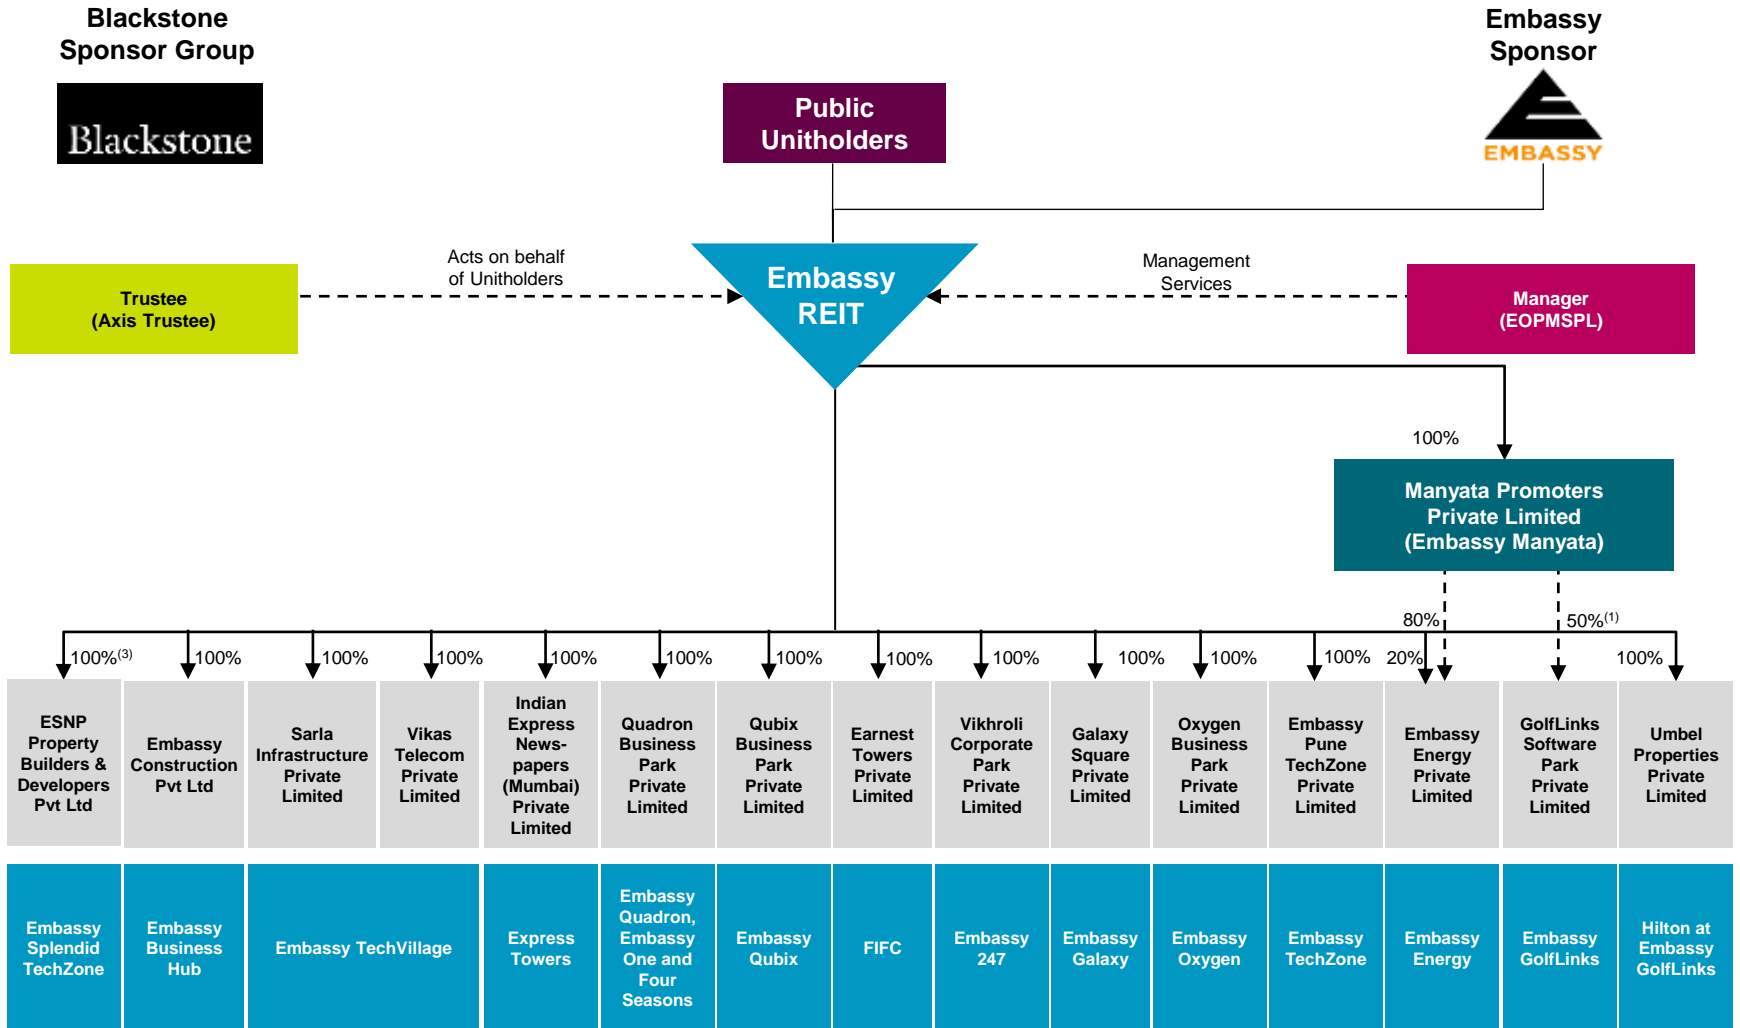 Blackstone
Sponsor Group
Blackstone
Public
Unitholders
Embassy
Sponsor
EMBASSY
Trustee
(Axis Trustee)
Acts on behalf
of Unitholders
Embassy
REIT
Management
Services
Manager
(EOPMSPL)
100%
Manyata Promoters
Private Limited
(Embassy Manyata)
80%
50%(1)
100%(3)
100%
100%
100%
100%
100%
100%
100%
100%
100%
100%
100%
20%
100%
ESNP
Property
Builders &
Developers
Pvt Ltd
Embassy
Construction
Pvt Ltd
Sarla
Infrastructure
Private
Limited
Vikas
Telecom
Private
Limited
Indian
Express
News-
papers
(Mumbai)
Private
Limited
Quadron
Business
Park
Private
Limited
Qubix
Business
Park
Private
Limited
Earnest
Towers
Private
Limited
Vikhroli
Corporate
Park
Private
Limited
Galaxy
Square
Private
Limited
Oxygen
Business
Park
Private
Limited
Embassy
Pune
TechZone
Private
Limited
Embassy
Energy
Private
Limited
GolfLinks
Software
Park
Private
Limited
Umbel
Properties
Private
Limited
Embassy
Splendid
TechZone
Embassy
Business
Hub
Embassy TechVillage
Express
Towers
Embassy
Quadron,
Embassy
One and
Four
Seasons
Embassy
Qubix
FIFC
Embassy
247
Embassy
Galaxy
Embassy
Oxygen
Embassy
TechZone
Embassy
Energy
Embassy
GolfLinks
Hilton at
Embassy
GolfLinks